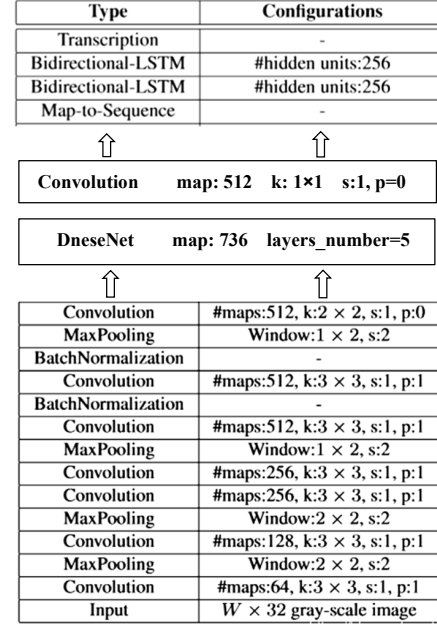 Type Configurations
Transcription -
Bidirectional-LSTM #hidden units:256
Bidirectional-LSTM #hidden units:256
Map-to-Sequence -
Convolution map: 512 k: 1×1 s:1, p=0
DneseNet map: 736 layers_number=5
Convolution #maps:512, k:2 × 2, s:1, p:0
MaxPooling Window:1 × 2, s:2
BatchNormalization -
Convolution #maps:512, k:3 × 3, s:1, p:1
BatchNormalization -
Convolution #maps:512, k:3 × 3, s:1, p:1
MaxPooling Window:1 × 2, s:2
Convolution #maps:256, k:3 × 3, s:1, p:1
Convolution #maps:256, k:3 × 3, s:1, p:1
MaxPooling Window:2 × 2, s:2
Convolution #maps:128, k:3 × 3, s:1, p:1
MaxPooling Window:2 × 2, s:2
Convolution #maps:64, k:3 × 3, s:1, p:1
Input W × 32 gray-scale image